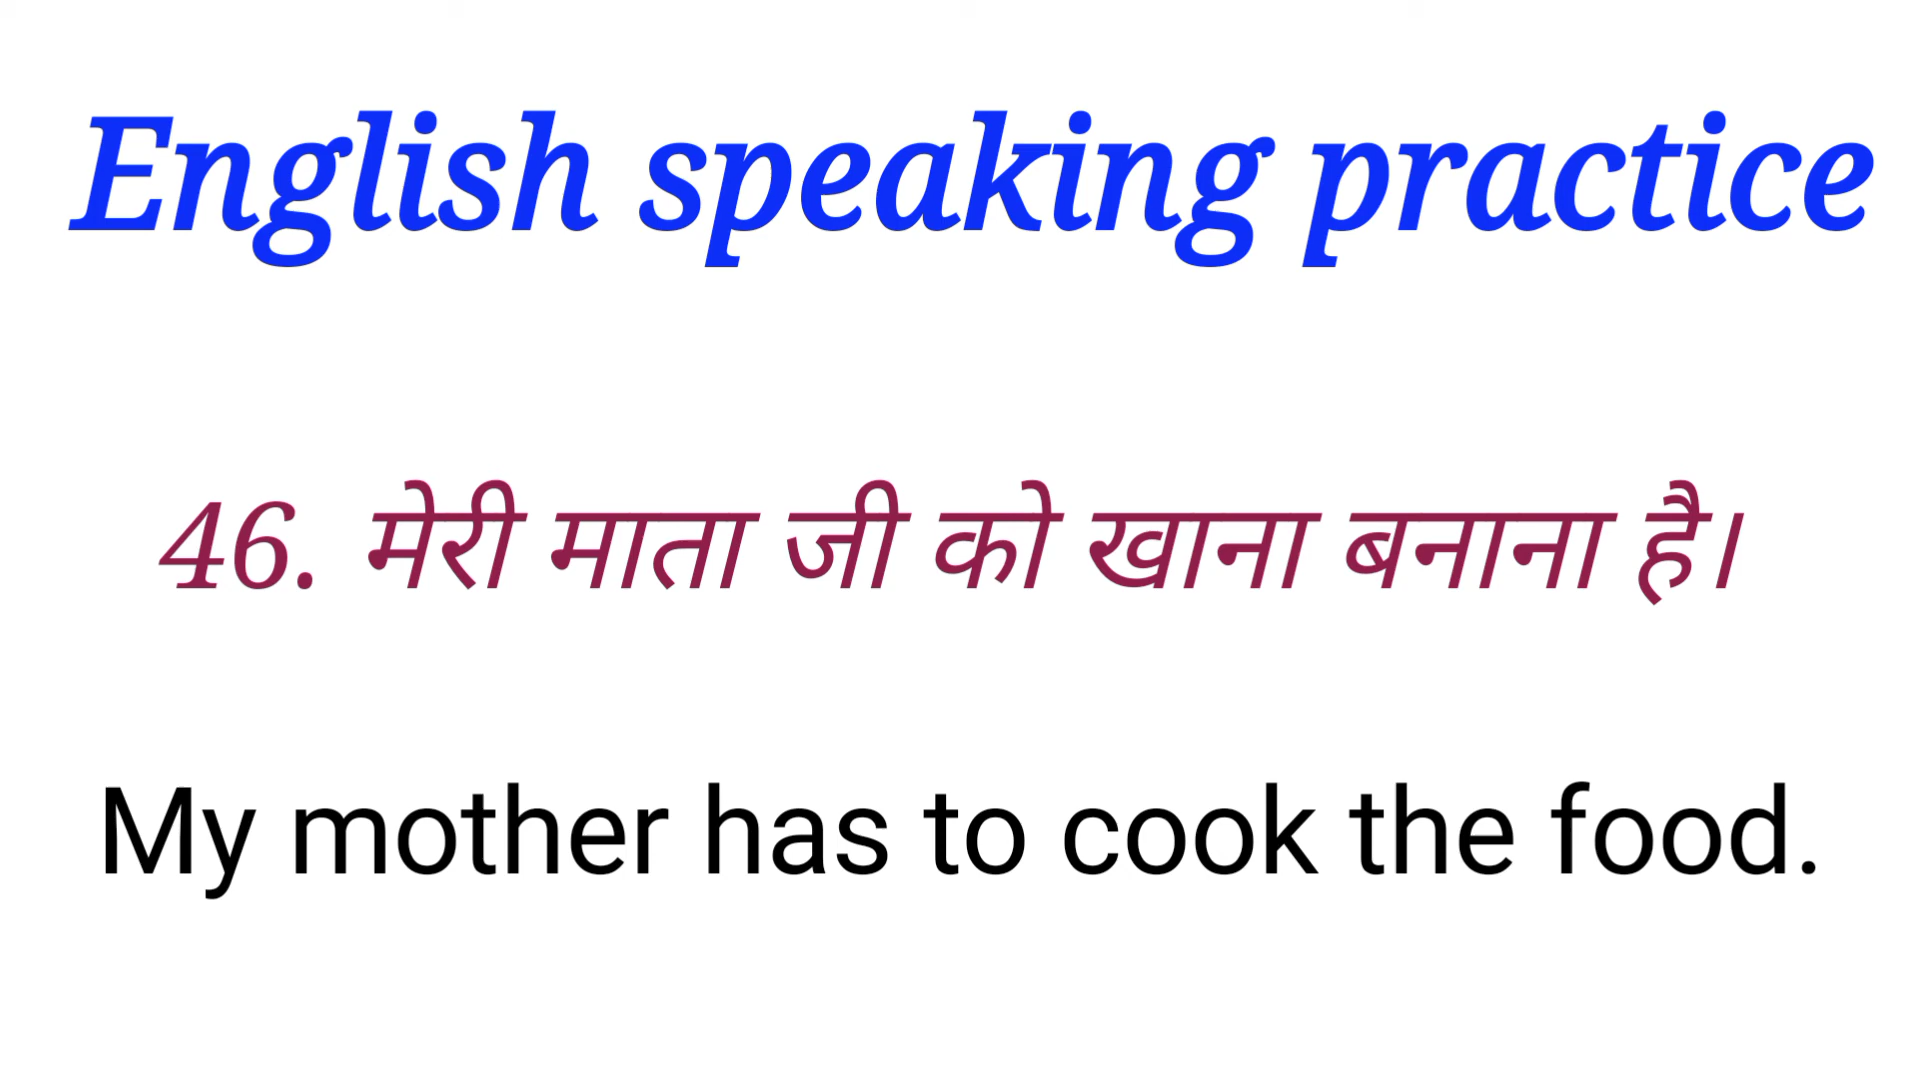 English speaking practice
46. मेरी माता जी को खाना बनाना है।
My mother has to cook the food.